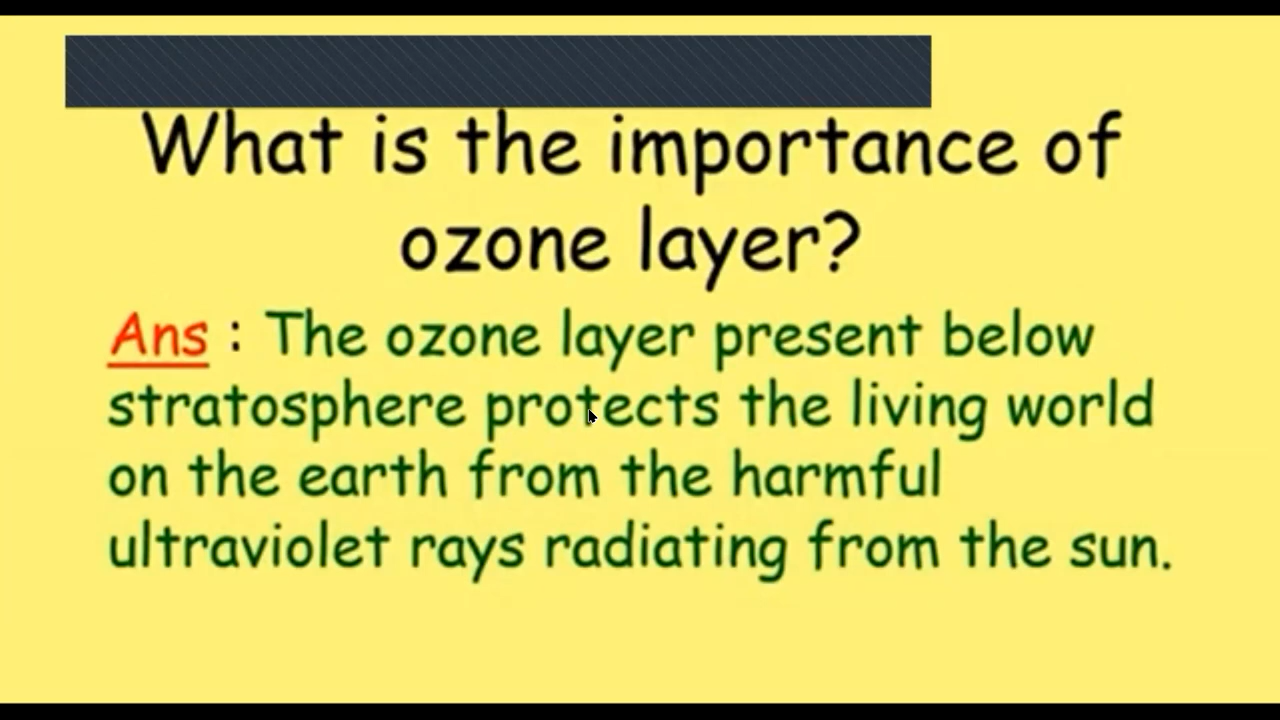 What is the importance of
ozone layer?
Ans : The ozone layer present below
stratosphere protects the living world
on the earth from the harmful
ultraviolet rays radiating from the sun.